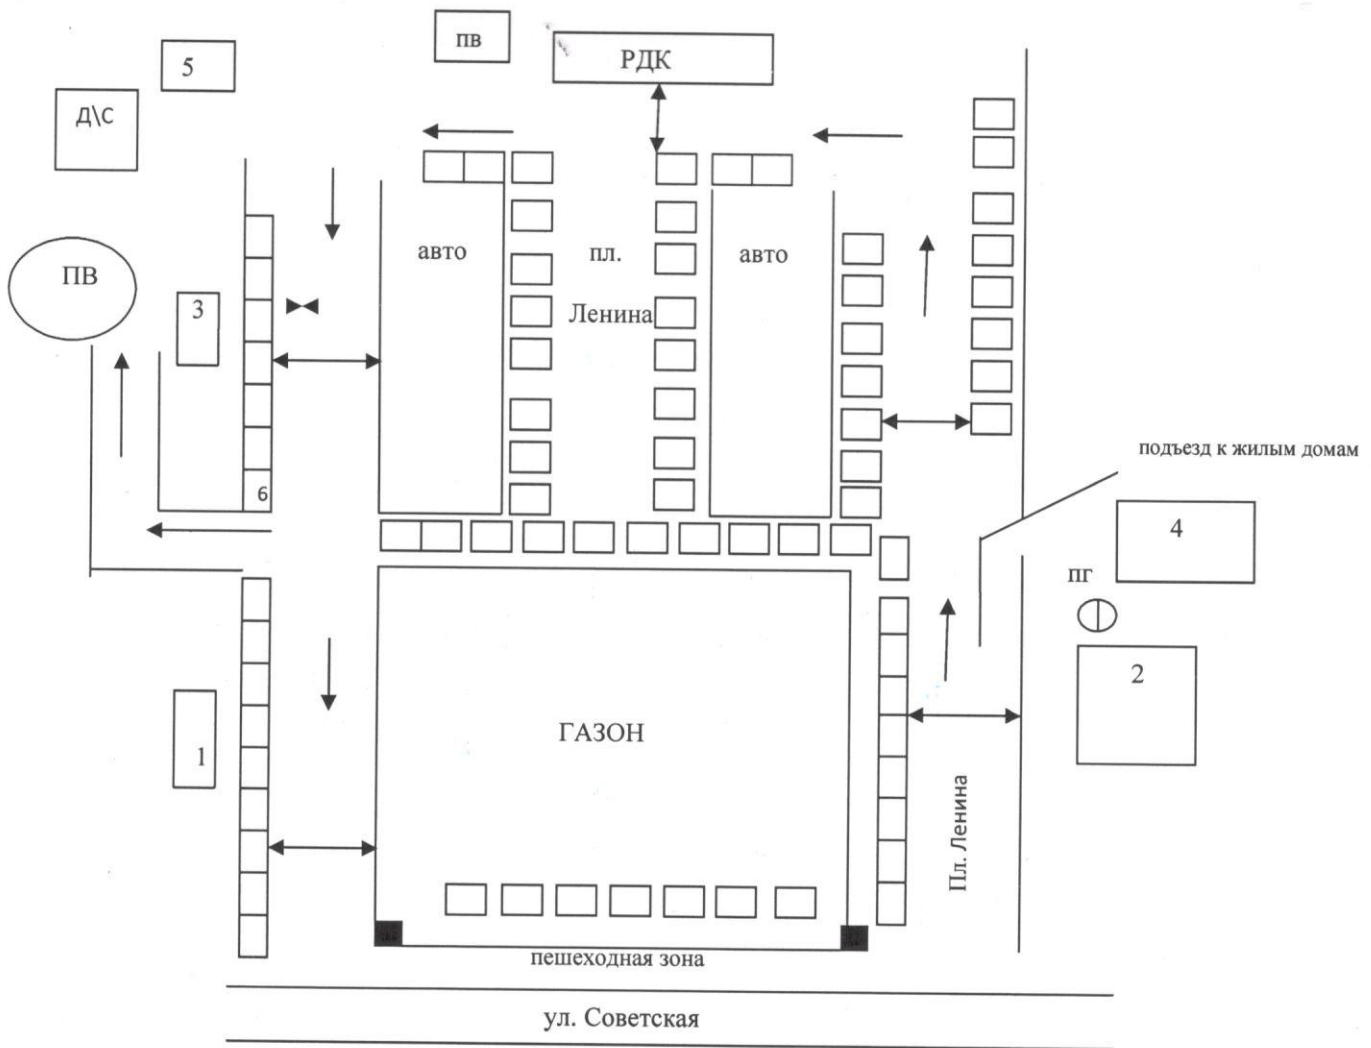 пв
РДК
5
Д\С
авто
пл.
авто
Ленина
ПВ
3
6
подъезд к жилым домам
4
пг
2
ГАЗОН
1
Пл. Ленина
пешеходная зона
ул. Советская